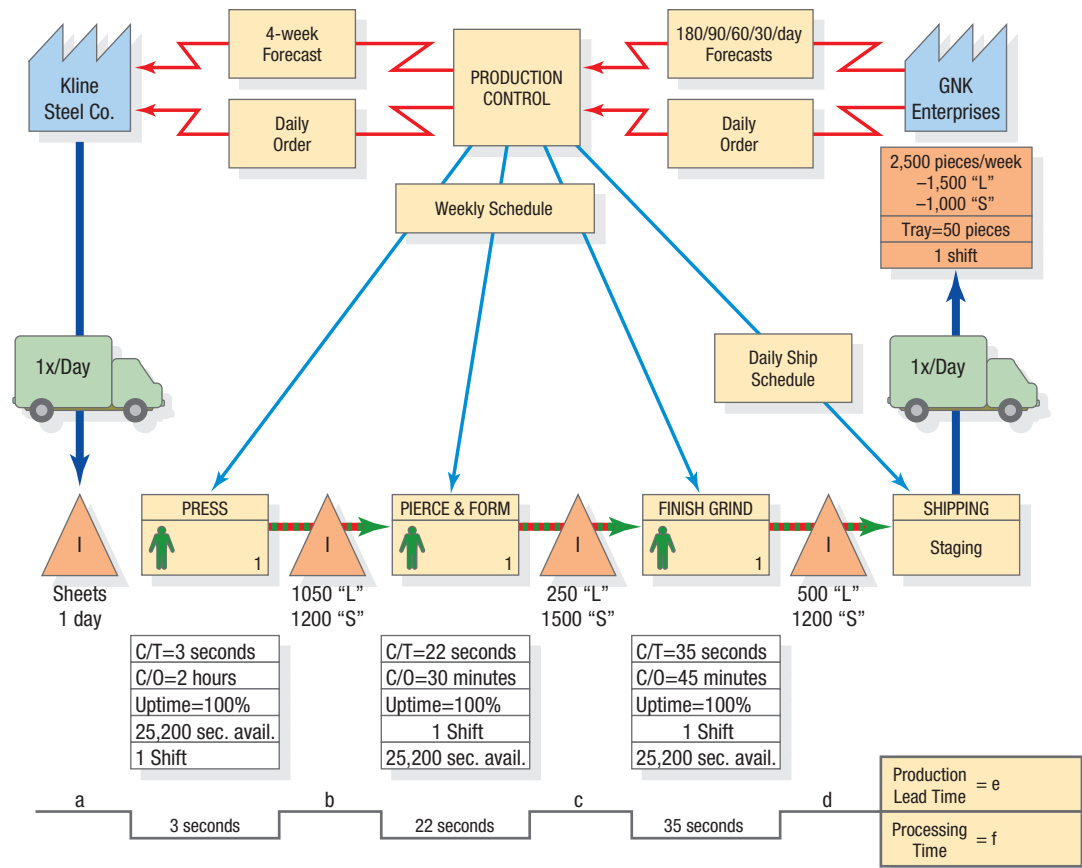 4-week
Forecast
180/90/60/30/day
Forecasts
Kline
Steel Co.
PRODUCTION
CONTROL
GNK
Enterprises
Daily
Order
Daily
Order
2,500 pieces/week
–1,500 “L”
–1,000 “S”
Tray=50 pieces
1 shift
Weekly Schedule
1x/Day
Daily Ship
Schedule
1x/Day
I
PRESS
1
I
PIERCE & FORM
1
I
FINISH GRIND
1
I
SHIPPING
Staging
Sheets
1 day
1050 “L”
1200 “S”
250 “L”
1500 “S”
500 “L”
1200 “S”
C/T=3 seconds
C/O=2 hours
Uptime=100%
25,200 sec. avail.
1 Shift
C/T=22 seconds
C/O=30 minutes
Uptime=100%
1 Shift
25,200 sec. avail.
C/T=35 seconds
C/O=45 minutes
Uptime=100%
1 Shift
25,200 sec. avail.
a
3 seconds
b
22 seconds
c
35 seconds
d
Production
Lead Time = e
Processing
Time = f